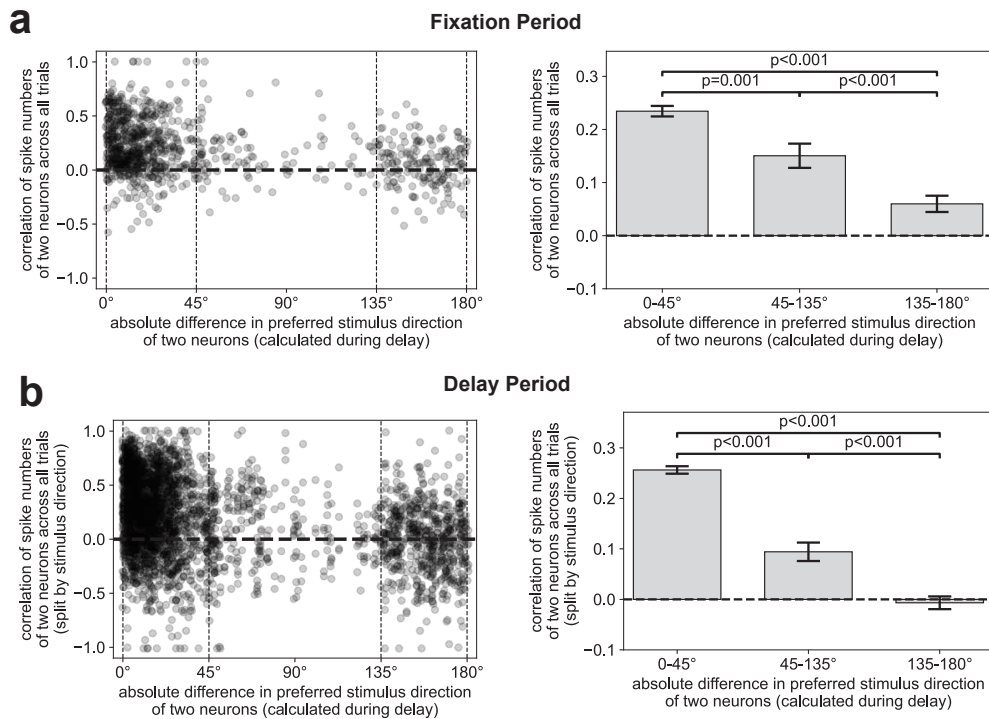 a
Fixation Period
correlation of spike numbers
of two neurons across all trials
1.0
0.5
0.0
−0.5
−1.0
0°
45°
90°
135°
180°
absolute difference in preferred stimulus direction
of two neurons (calculated during delay)
correlation of spike numbers
of two neurons across all trials
0.3
0.2
0.1
0.0
−0.1
p<0.001
p=0.001
p<0.001
0-45°
45-135°
135-180°
absolute difference in preferred stimulus direction
of two neurons (calculated during delay)
b
Delay Period
correlation of spike numbers
of two neurons across all trials
(split by stimulus direction)
1.0
0.5
0.0
−0.5
−1.0
0°
45°
90°
135°
180°
absolute difference in preferred stimulus direction
of two neurons (calculated during delay)
correlation of spike numbers
of two neurons across all trials
(split by stimulus direction)
0.3
0.2
0.1
0.0
−0.1
p<0.001
p<0.001
p<0.001
0-45°
45-135°
135-180°
absolute difference in preferred stimulus direction
of two neurons (calculated during delay)